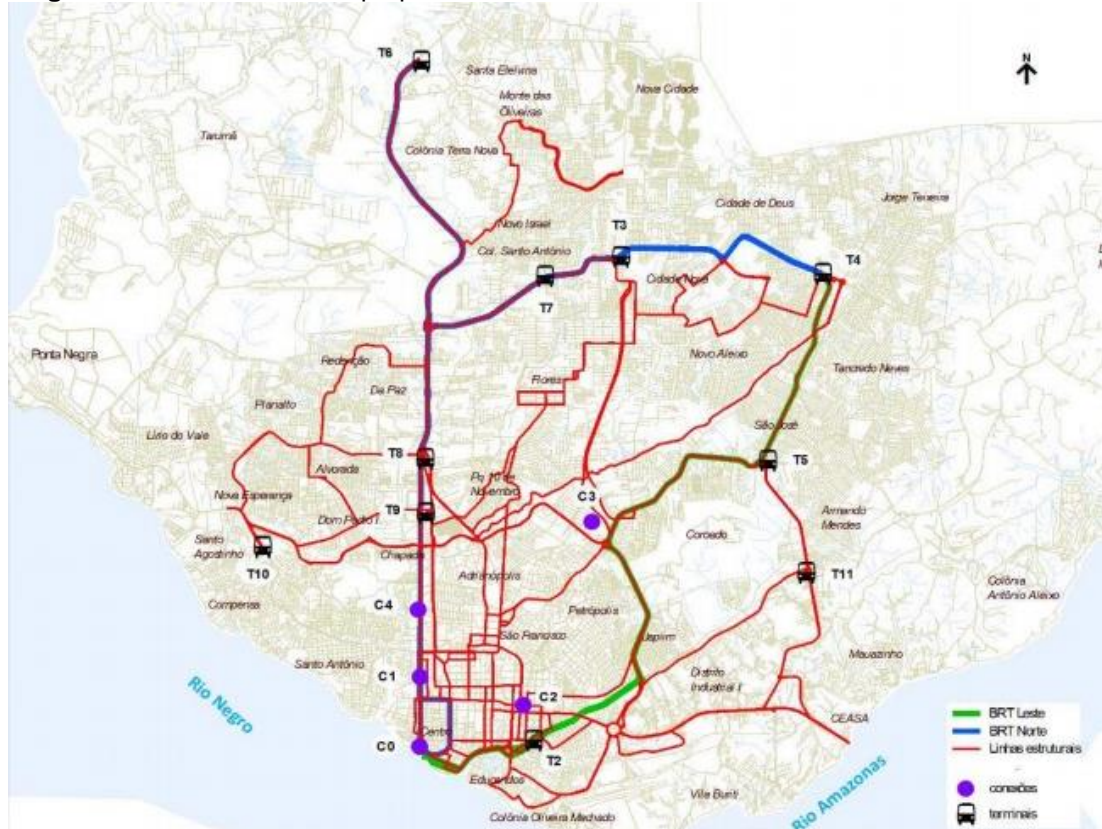 T6
Santa Etelvina
Monte das
Oliveiras
Nova Cidade
N
Tarumã
Colônia Terra Nova
Jorge Teixeira
Cidade de Deus
Novo Israel
T3
Col. Santo Antônio
T4
Cidade Nova
T7
Ponta Negra
Redenção
Da Paz
Flores
Novo Aleixo
Tancredo Neves
Planalto
Lírio do Vale
São José
T8
Alvorada
T5
Nova Esperança
Pq 10 de
Novembro
C3
T9
Dom Pedro I
Armando
Mendes
Santo
Agostinho
Coroado
Chapada
T10
T11
Adrianópolis
Colônia
Antônio Aleixo
Compensa
C4
Petrópolis
São Francisco
Japiim
Santo Antônio
C1
Distrito
Industrial I
Mauazinho
Rio Negro
C2
CEASA
Centro
C0
T2
Educandos
Vila Buriti
Colônia Oliveira Machado
Rio Amazonas
BRT Leste
BRT Norte
Linhas estruturais
conexões
terminais